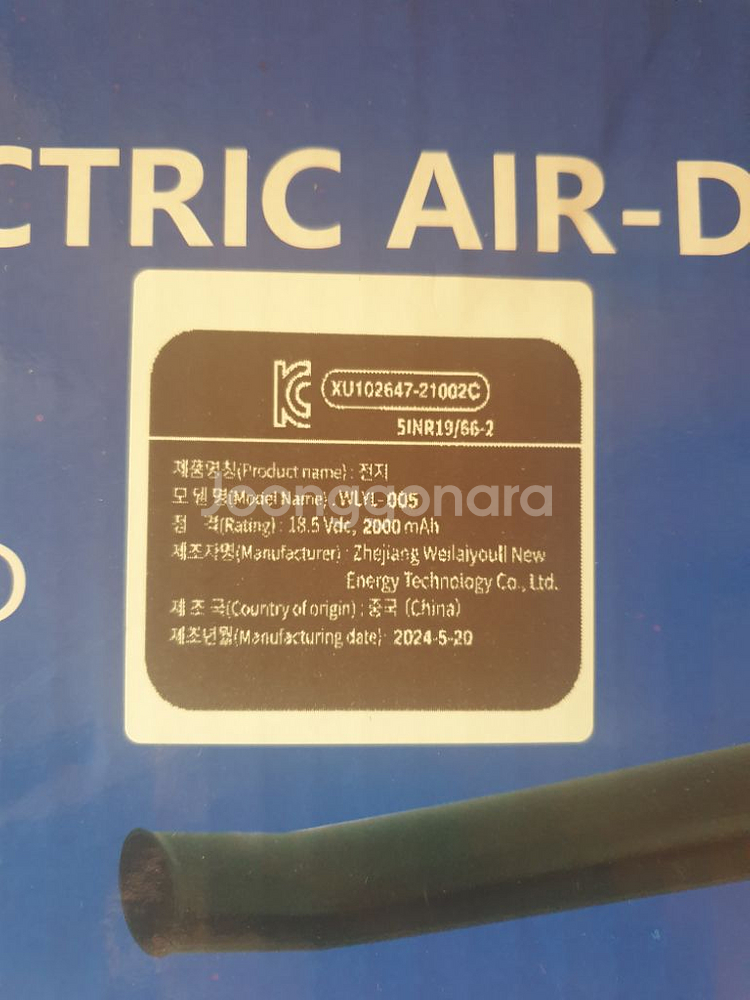 CTRIC AIR-D
KC XU102647-21002C
5INR19/66-2
제품명칭(Product name) : 전지
모 델 명(Model Name) : WLYL-005
Joonggonara
정 격(Rating) : 18.5 Vdc, 2000 mAh
제조자명(Manufacturer) : Zhejiang Weilaiyoull New
Energy Technology Co., Ltd.
제 조 국(Country of origin) : 중국 (China)
제조년월(Manufacturing date) : 2024-5-20